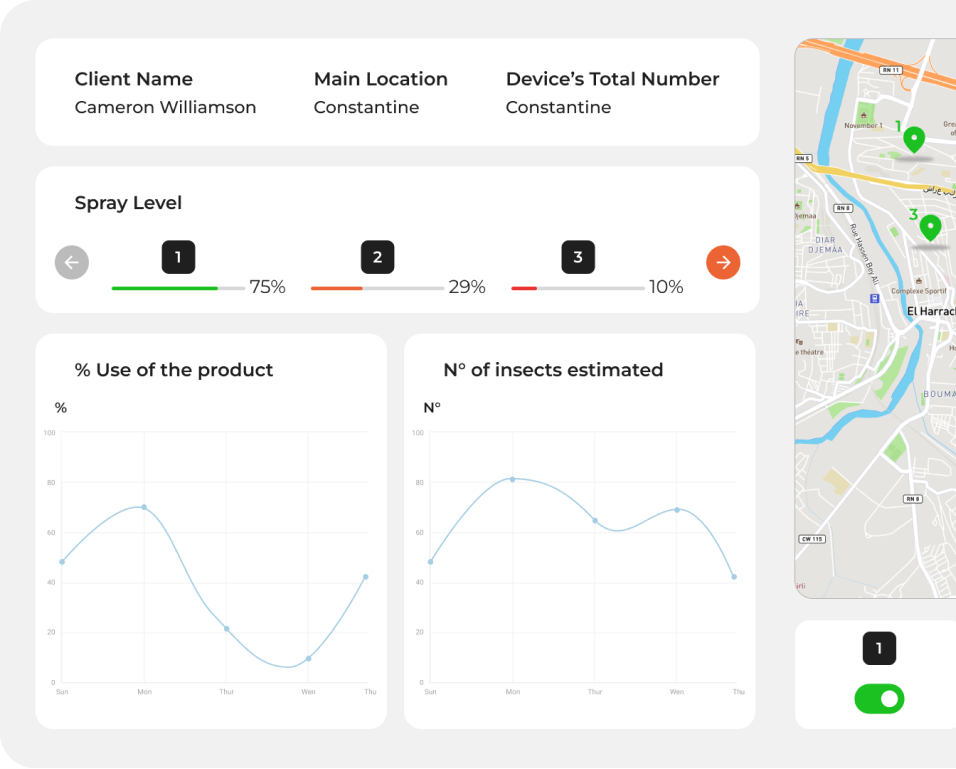 Client Name
Cameron Williamson
Main Location
Constantine
Device’s Total Number
Constantine
Spray Level
1
75%
2
29%
3
10%
% Use of the product
%
100
80
60
40
20
0
Sun
Mon
Thur
Wen
Thu
N° of insects estimated
N°
100
80
60
40
20
0
Sun
Mon
Thur
Wen
Thu
RN 11
1
November 1
RN 5
3
RN 8
DIAR
DJEMÂA
Rue Hassen Bey Ali
Complexe Sportif
El Harrach
e théatre
BOUMA
RN 8
CW 115
1